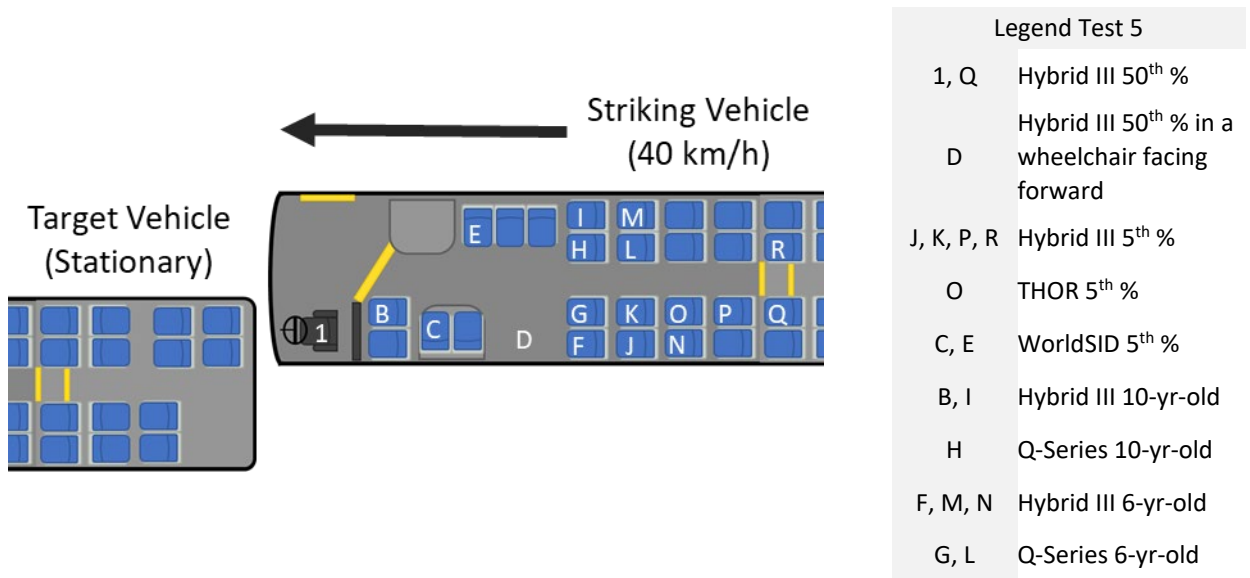 Striking Vehicle
(40 km/h)
Target Vehicle
(Stationary)
I M
E
H L R
B G K O P Q
1 C D
F J N
Legend Test 5
1, Q Hybrid III 50th %
D Hybrid III 50th % in a
wheelchair facing
forward
J, K, P, R Hybrid III 5th %
O THOR 5th %
C, E WorldSID 5th %
B, I Hybrid III 10-yr-old
H Q-Series 10-yr-old
F, M, N Hybrid III 6-yr-old
G, L Q-Series 6-yr-old